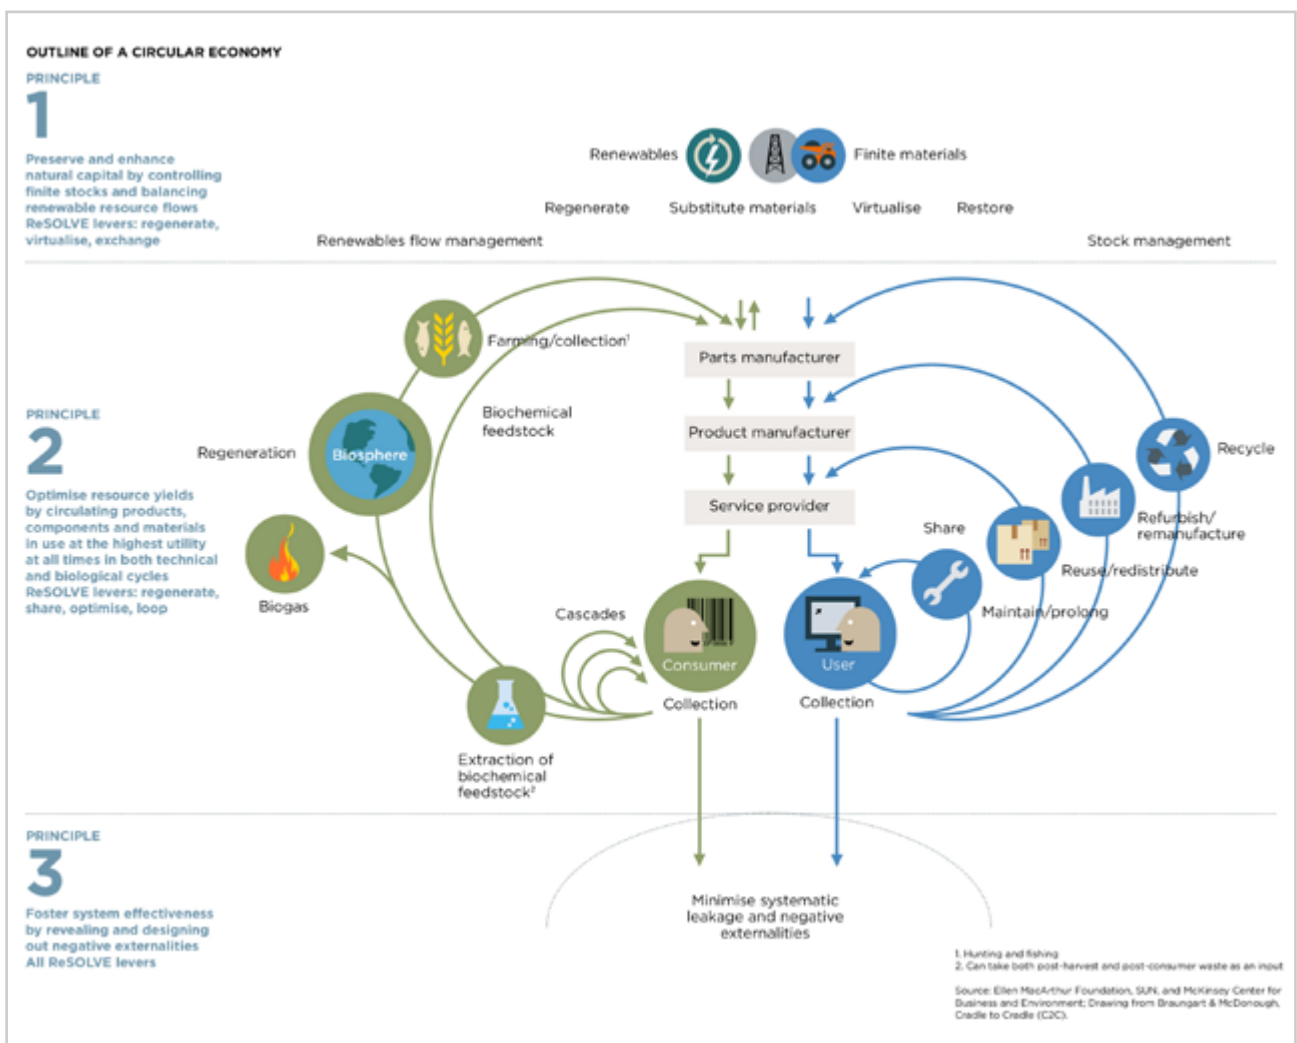 OUTLINE OF A CIRCULAR ECONOMY
PRINCIPLE
1
Preserve and enhance
natural capital by controlling
finite stocks and balancing
renewable resource flows
ReSOLVE levers: regenerate,
virtualise, exchange
Renewables
Finite materials
Regenerate
Substitute materials
Virtualise
Restore
Renewables flow management
Stock management
PRINCIPLE
2
Optimise resource yields
by circulating products,
components and materials
in use at the highest utility
at all times in both technical
and biological cycles
ReSOLVE levers: regenerate,
share, optimise, loop
Farming/collection¹
Biochemical
feedstock
Regeneration
Biosphere
Biogas
Cascades
Extraction of
biochemical
feedstock²
Parts manufacturer
Product manufacturer
Service provider
Consumer
User
Collection
Collection
Share
Maintain/prolong
Reuse/redistribute
Refurbish/
remanufacture
Recycle
PRINCIPLE
3
Foster system effectiveness
by revealing and designing
out negative externalities
All ReSOLVE levers
Minimise systematic
leakage and negative
externalities
1. Hunting and fishing
2. Can take both post-harvest and post-consumer waste as an input
Source: Ellen MacArthur Foundation, SUN, and McKinsey Center for
Business and Environment; Drawing from Braungart & McDonough,
Cradle to Cradle (C2C).